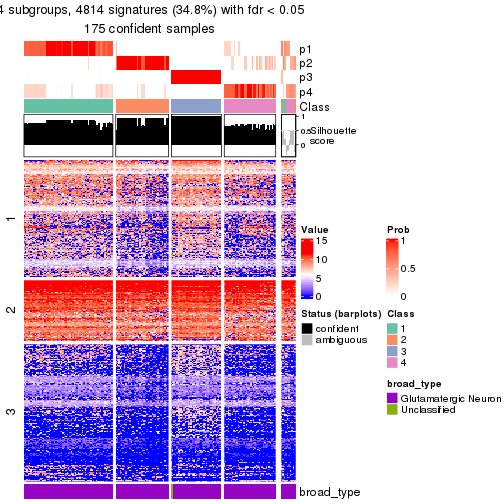 4 subgroups, 4814 signatures (34.8%) with fdr < 0.05
175 confident samples
p1
p2
p3
p4
Class
1
0.5
0
Silhouette
score
1
2
3
broad_type
Value
15
10
5
0
Prob
1
0.5
0
Status (barplots)
confident
ambiguous
Class
1
2
3
4
broad_type
Glutamatergic Neuron
Unclassified